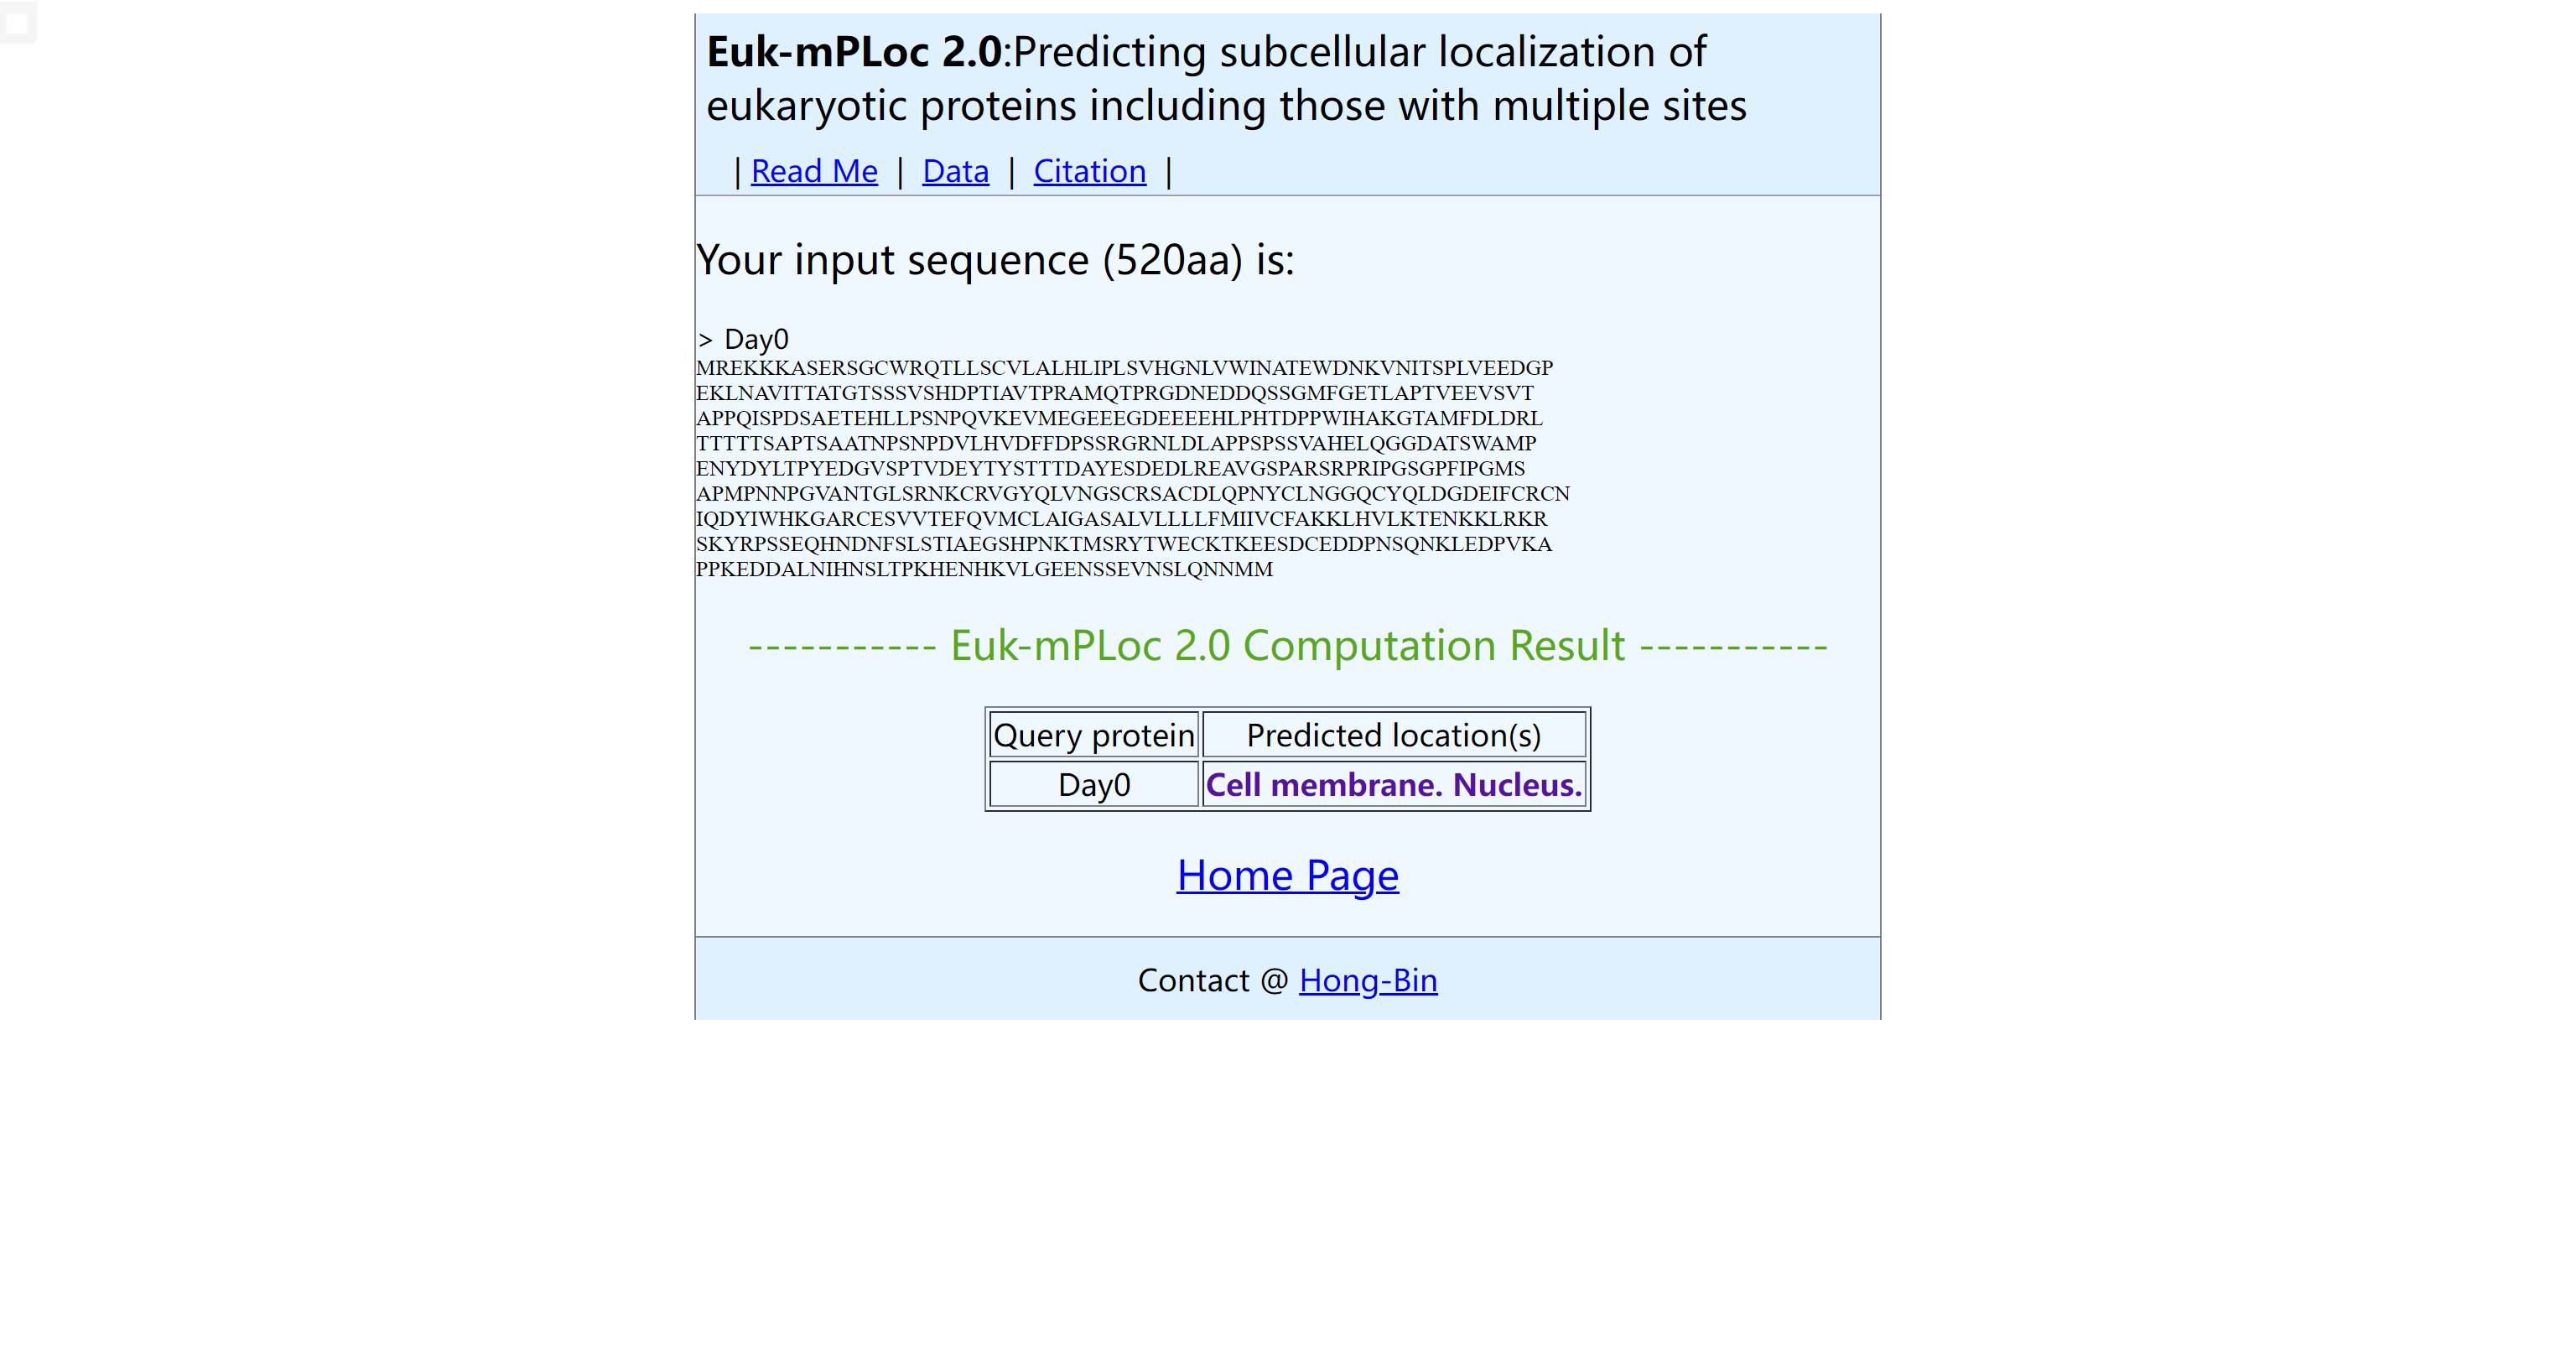 Euk-mPLoc 2.0:Predicting subcellular localization of
eukaryotic proteins including those with multiple sites
| Read Me | Data | Citation |
Your input sequence (520aa) is:
> Day0
MREKKKASERSGCWRQTLLSCVLALHLIPLSVHGNLVWINATEWDNKVNITSPLVEEDGP
EKLNAVITTATGTSSSVSHDPTIAVTPRAMQTPRGDNEDDQSSGMFGETLAPTVEEVSVT
APPQISPDSAETEHLLPSNPQVKEVMEGEEEGDEEEEHLPHTDPPWIHAKGTAMFDLDRL
TTTTTSAPTSAATNPSNPDVLHVDFFDPSSRGRNLDLAPPSPSSVAHELQGGDATSWAMP
ENYDYLTPYEDGVSPTVDEYTYSTTTDAYESDEDLREAVGSPARSRPRIPGSGPFIPGMS
APMPNNPGVANTGLSRNKCRVGYQLVNGSCRSACDLQPNYCLNGGQCYQLDGDEIFCRCN
IQDYIWHKGARCESVVTEFQVMCLAIGASALVLLLLFMIIVCFAKKLHVLKTENKKLRKR
SKYRPSSEQHNDNFSLSTIAEGSHPNKTMSRYTWECKTKEESDCEDDPNSQNKLEDPVKA
PPKEDDALNIHNSLTPKHENHKVLGEENSSEVNSLQNNMM
----------- Euk-mPLoc 2.0 Computation Result -----------
Query protein Predicted location(s)
Day0 Cell membrane. Nucleus.
Home Page
Contact @ Hong-Bin